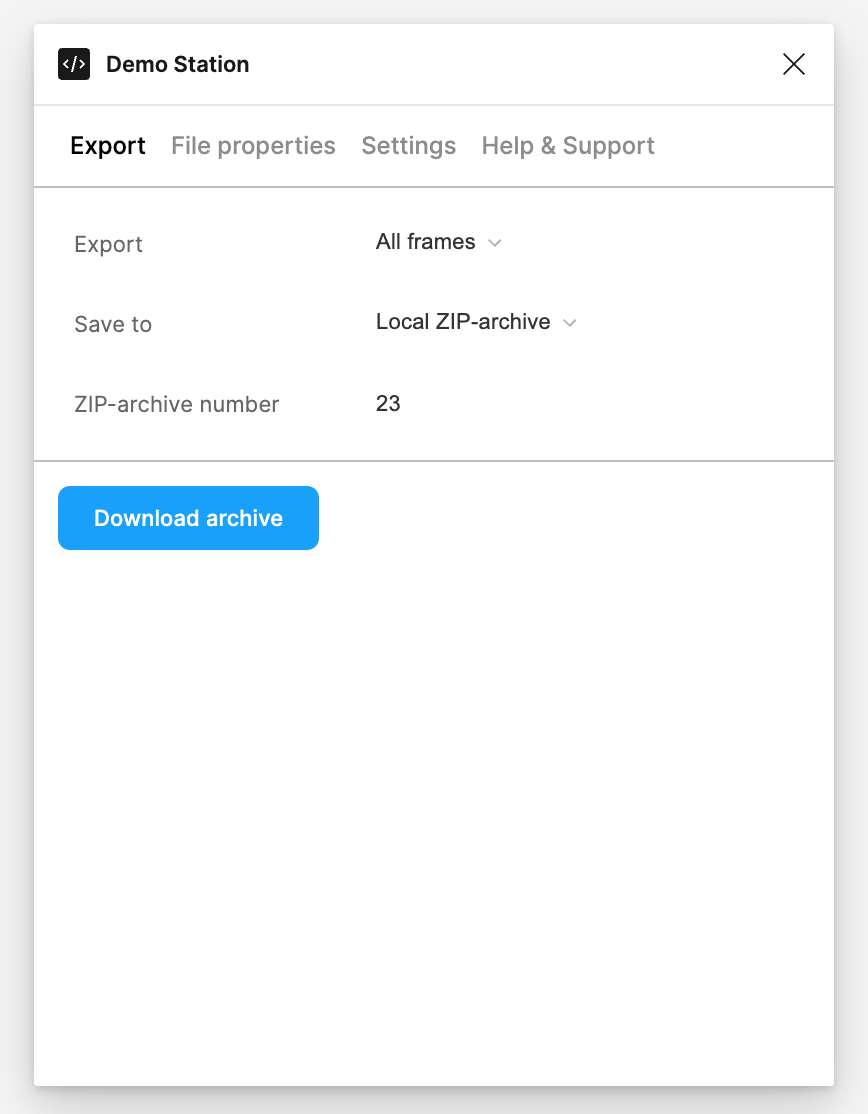 </> Demo Station
Export File properties Settings Help & Support
Export All frames
Save to Local ZIP-archive
ZIP-archive number 23
Download archive